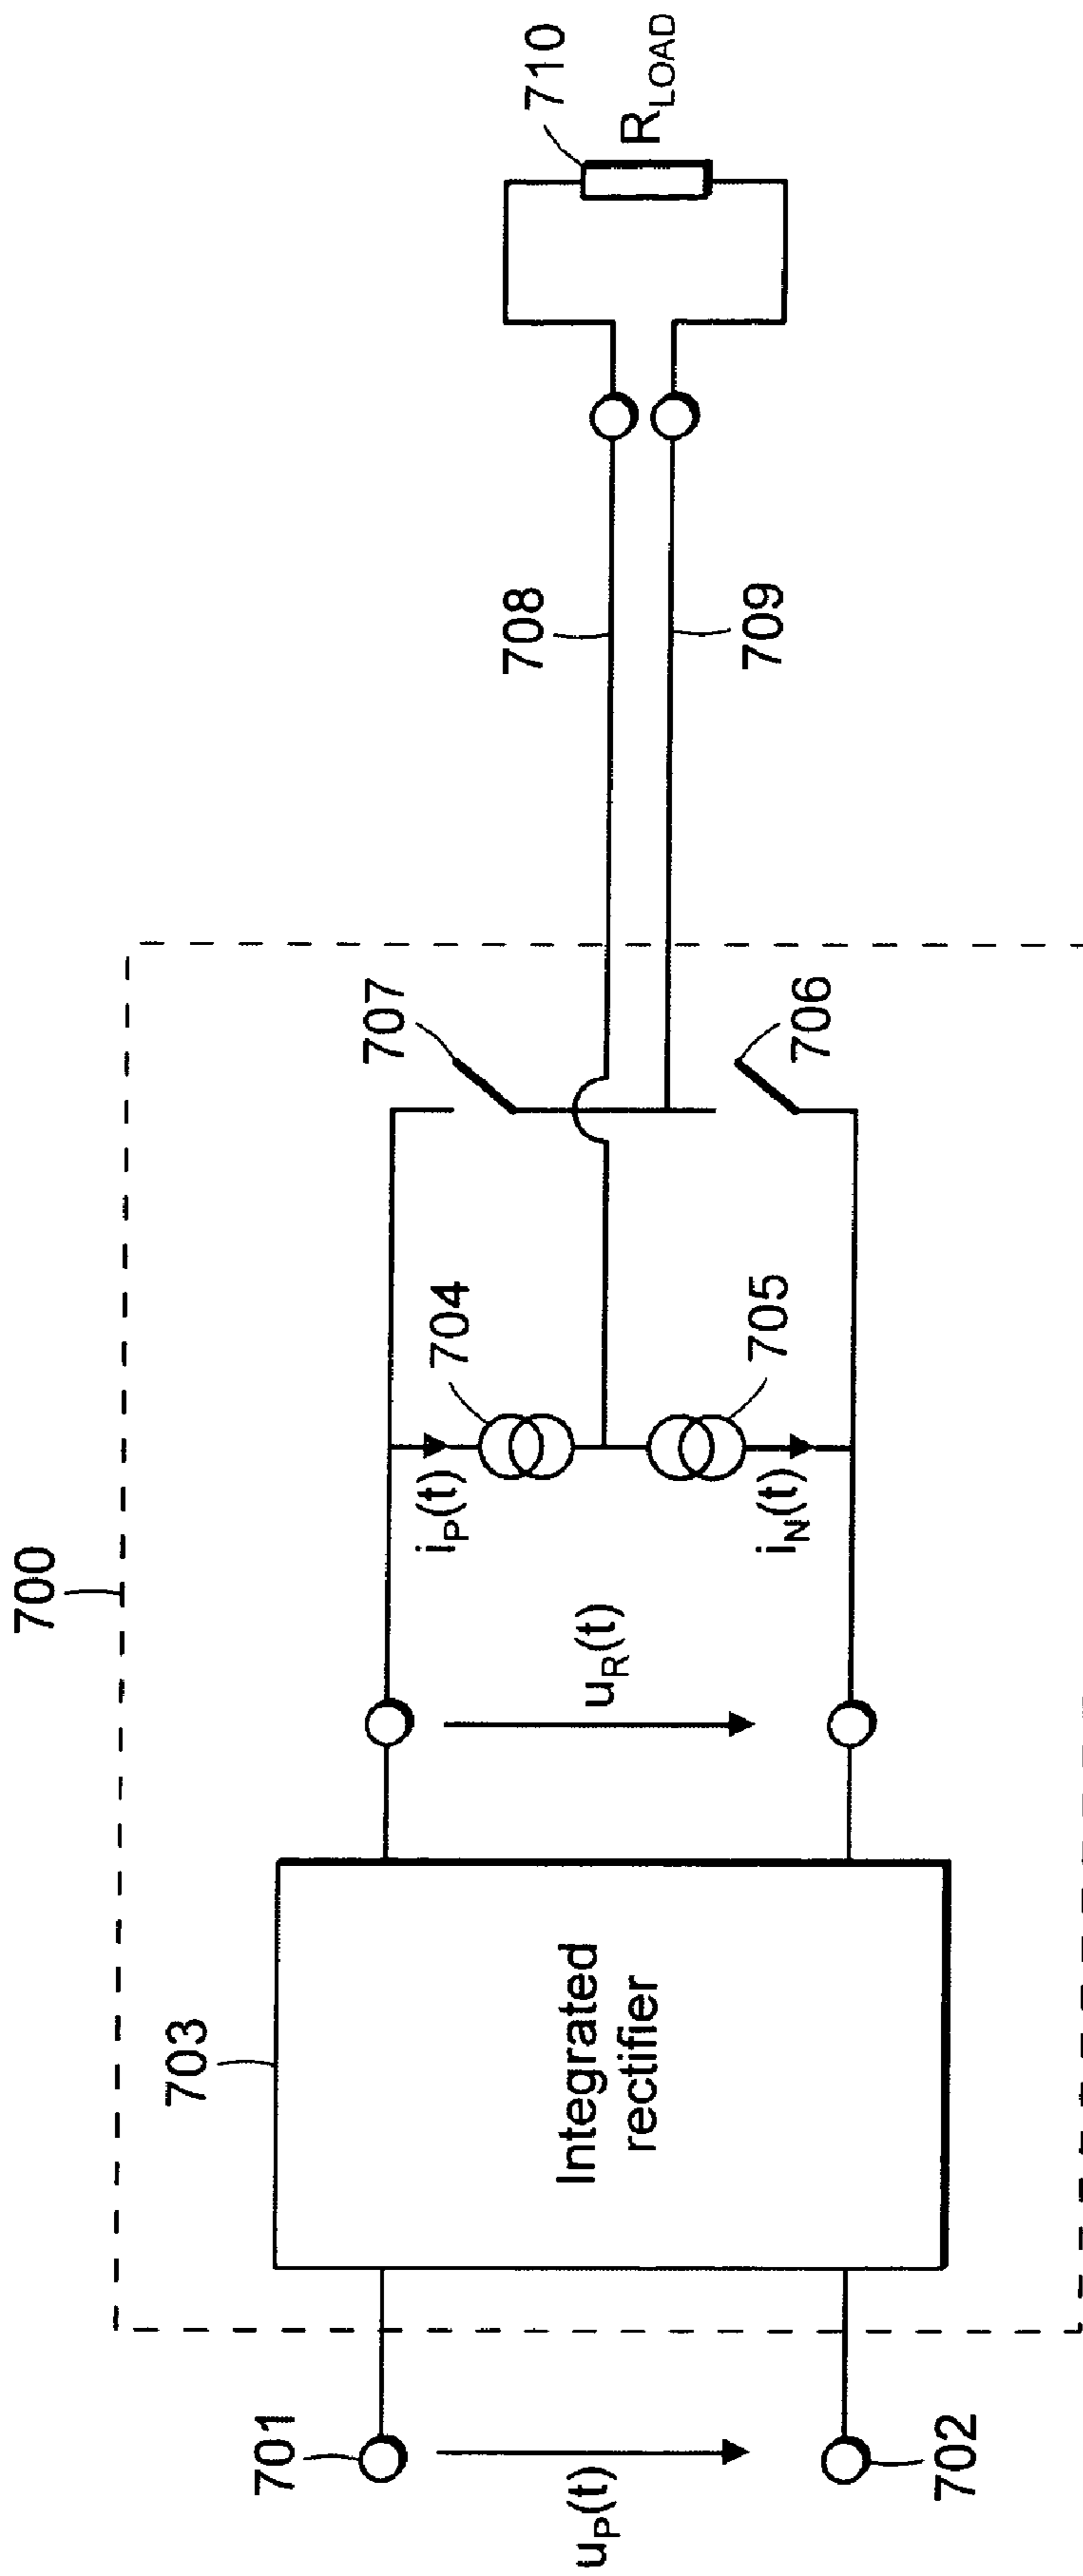 700
701
702
u_P(t)
703
Integrated
rectifier
u_R(t)
i_P(t)
704
i_N(t)
705
707
706
708
709
710
R_LOAD